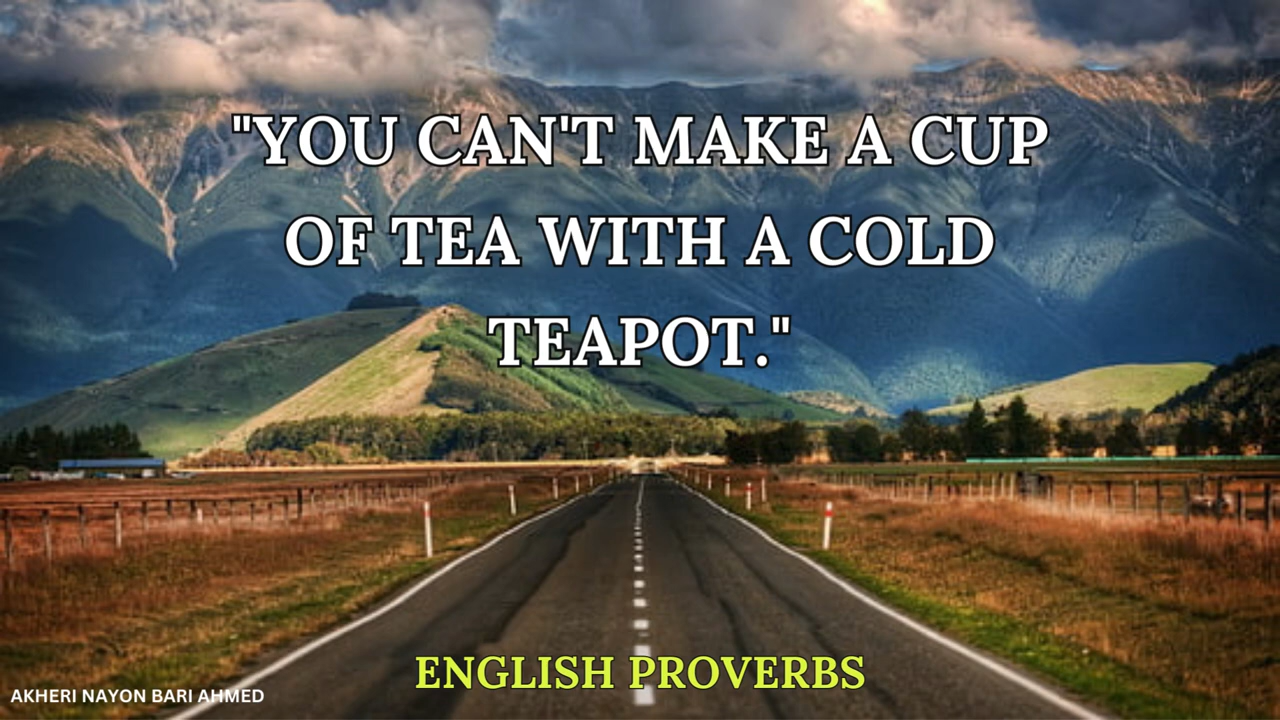 "YOU CAN'T MAKE A CUP
OF TEA WITH A COLD
TEAPOT."
ENGLISH PROVERBS
AKHERI NAYON BARI AHMED